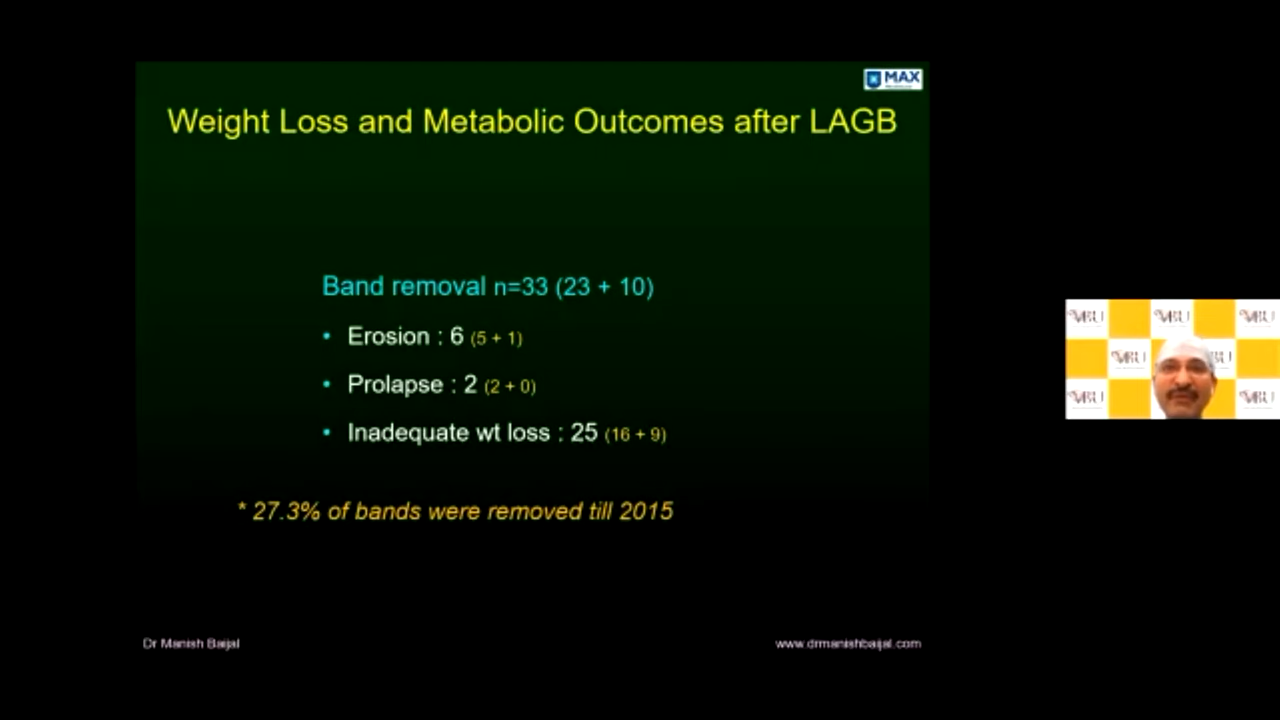 MAX
Weight Loss and Metabolic Outcomes after LAGB
Band removal n=33 (23 + 10)
• Erosion : 6 (5 + 1)
• Prolapse : 2 (2 + 0)
• Inadequate wt loss : 25 (16 + 9)
* 27.3% of bands were removed till 2015
Dr Manish Baijal
www.drmanishbaijal.com